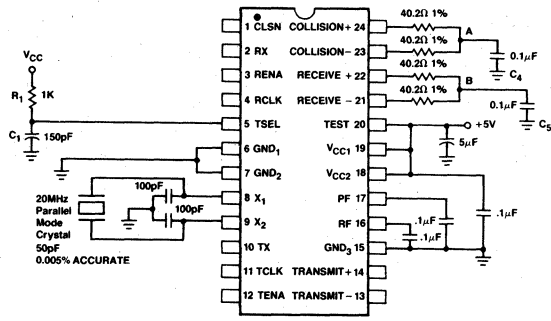 V_CC
R₁ 1K
C₁ 150pF
100pF
100pF
20MHz
Parallel
Mode
Crystal
50pF
0.005% ACCURATE
1 CLSN COLLISION+ 24
2 RX COLLISION- 23
3 RENA RECEIVE + 22
4 RCLK RECEIVE - 21
5 TSEL TEST 20
6 GND₁ V_CC1 19
7 GND₂ V_CC2 18
8 X₁ PF 17
9 X₂ RF 16
10 TX GND₃ 15
11 TCLK TRANSMIT+ 14
12 TENA TRANSMIT- 13
40.2Ω 1%
A
40.2Ω 1%
0.1µF
C₄
40.2Ω 1%
B
40.2Ω 1%
0.1µF
C₅
+5V
5µF
.1µF
.1µF
.1µF